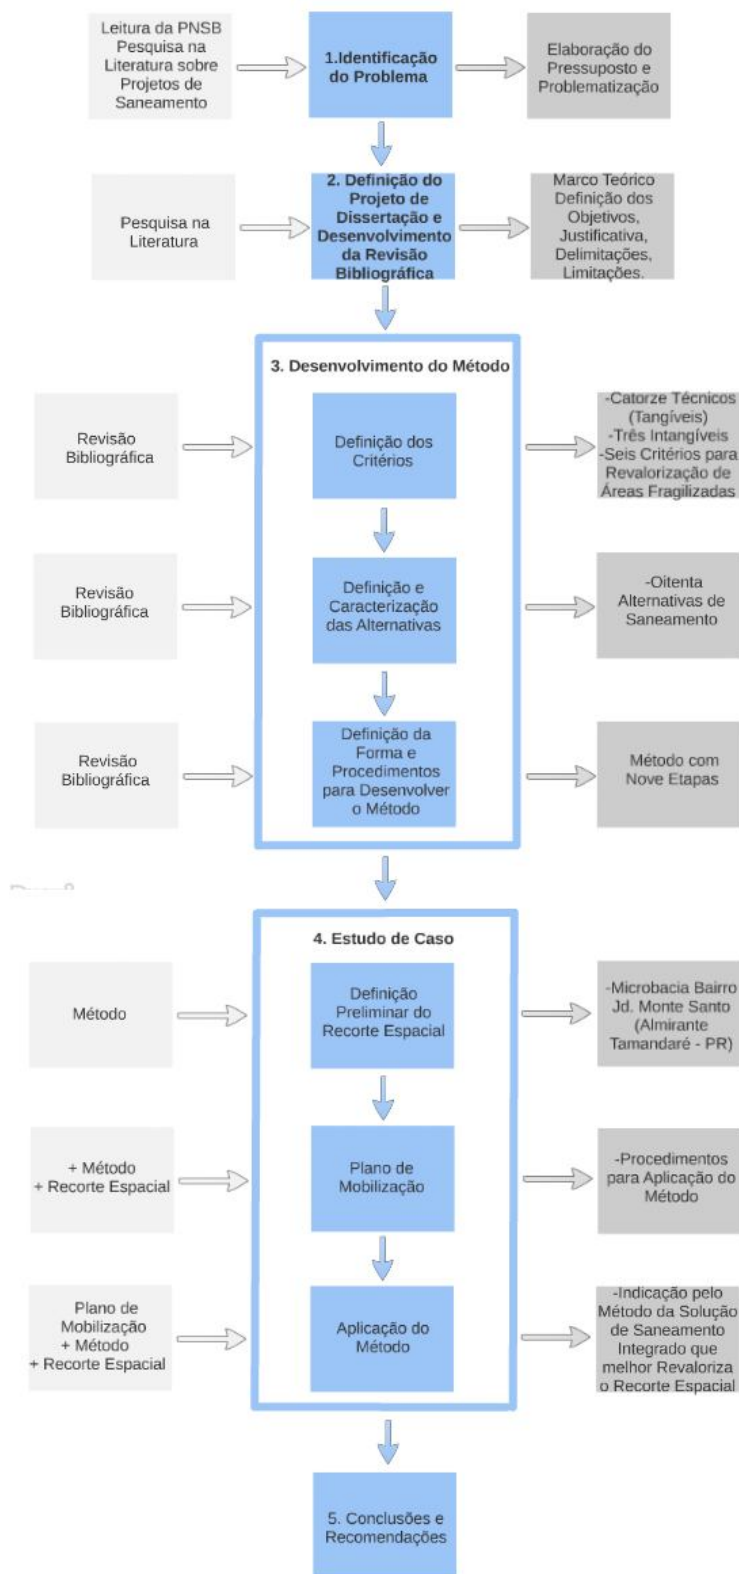 Leitura da PNSB
Pesquisa na
Literatura sobre
Projetos de
Saneamento
1.Identificação
do Problema
Elaboração do
Pressuposto e
Problematização
Pesquisa na
Literatura
2. Definição do
Projeto de
Dissertação e
Desenvolvimento
da Revisão
Bibliográfica
Marco Teórico
Definição dos
Objetivos,
Justificativa,
Delimitações,
Limitações.
3. Desenvolvimento do Método
Revisão
Bibliográfica
Definição dos
Critérios
-Catorze Técnicos
(Tangíveis)
-Três Intangíveis
-Seis Critérios para
Revalorização de
Áreas Fragilizadas
Revisão
Bibliográfica
Definição e
Caracterização
das Alternativas
-Oitenta
Alternativas de
Saneamento
Revisão
Bibliográfica
Definição da
Forma e
Procedimentos
para Desenvolver
o Método
Método com
Nove Etapas
4. Estudo de Caso
Método
Definição
Preliminar do
Recorte Espacial
-Microbacia Bairro
Jd. Monte Santo
(Almirante
Tamandaré - PR)
+ Método
+ Recorte Espacial
Plano de
Mobilização
-Procedimentos
para Aplicação do
Método
Plano de
Mobilização
+ Método
+ Recorte Espacial
Aplicação do
Método
-Indicação pelo
Método da Solução
de Saneamento
Integrado que
melhor Revaloriza
o Recorte Espacial
5. Conclusões e
Recomendações